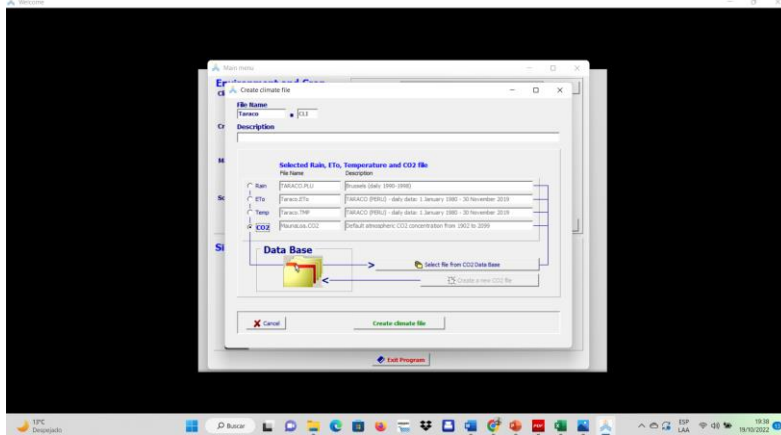 Welcome
Main menu
Create climate file
File Name
Taraco . CLI
Description
Selected Rain, ETo, Temperature and CO2 file
File Name Description
Rain TARACO.PLU Brussels (daily 1990-1998)
ETo Taraco.ETo TARACO (PERU) - daily data: 1 January 1980 - 30 November 2019
Temp Taraco.TMP TARACO (PERU) - daily data: 1 January 1980 - 30 November 2019
CO2 MaunaLoa.CO2 Default atmospheric CO2 concentration from 1902 to 2099
Data Base
> Select file from CO2 Data Base
< Create a new CO2 file
Cancel Create climate file
Exit Program
13°C
Despejado
Buscar
ESP
LAA
19:38
19/10/2022